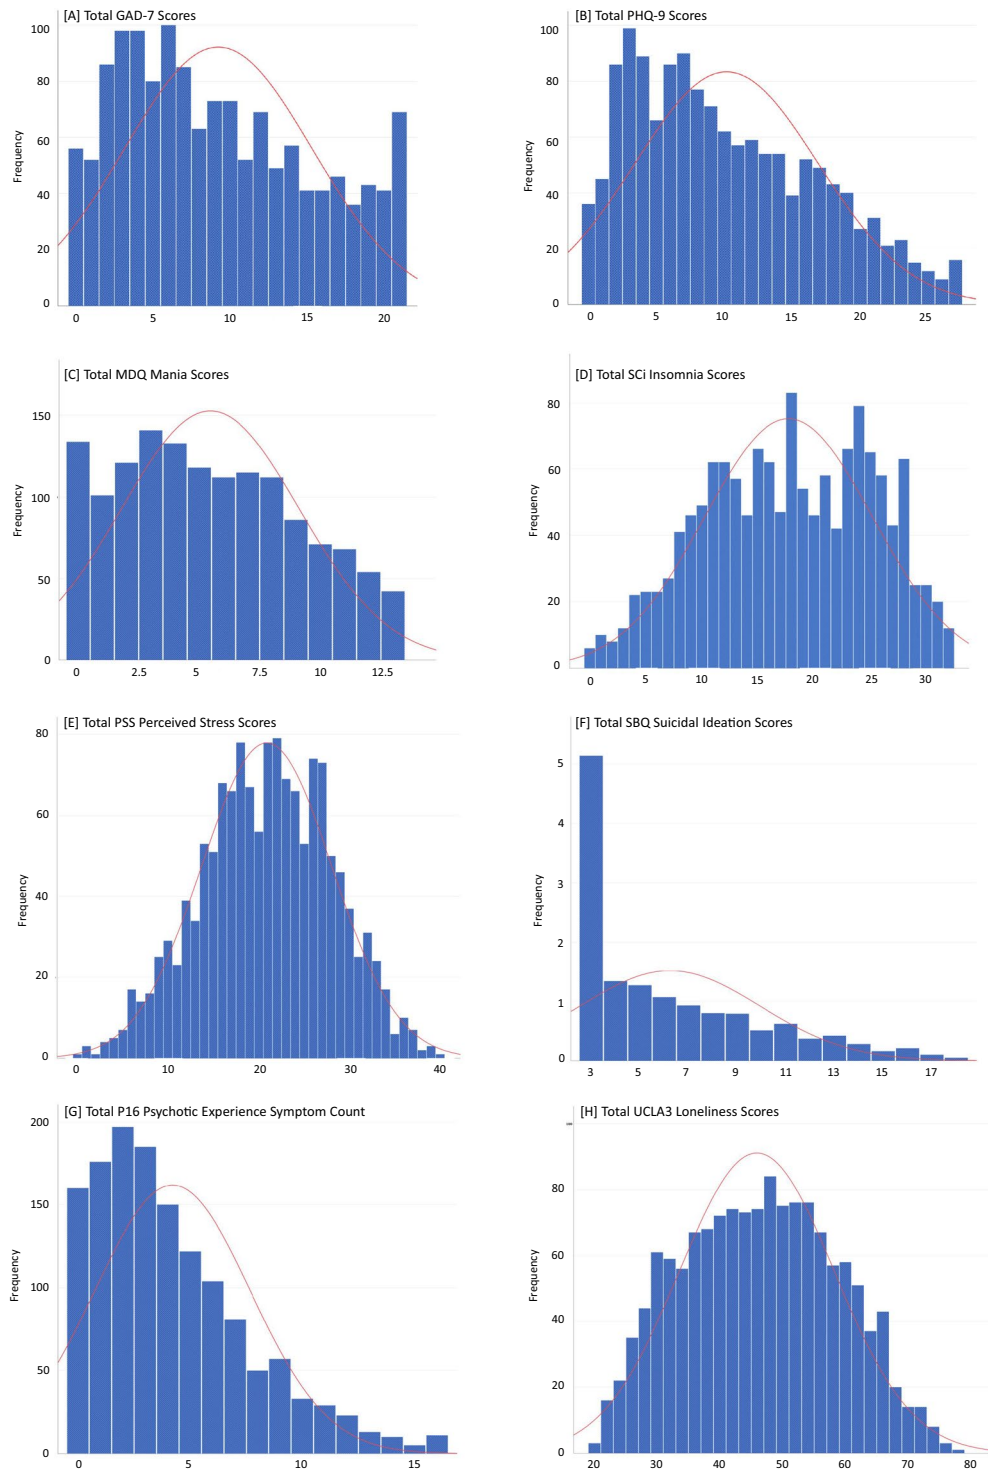 [A] Total GAD-7 Scores
100
80
60
40
20
0
Frequency
0 5 10 15 20
[B] Total PHQ-9 Scores
100
80
60
40
20
0
Frequency
0 5 10 15 20 25
[C] Total MDQ Mania Scores
150
100
50
0
Frequency
0 2.5 5 7.5 10 12.5
[D] Total SCi Insomnia Scores
80
60
40
20
0
Frequency
0 5 10 15 20 25 30
[E] Total PSS Perceived Stress Scores
80
60
40
20
0
Frequency
0 10 20 30 40
[F] Total SBQ Suicidal Ideation Scores
5
4
3
2
1
0
Frequency
3 5 7 9 11 13 15 17
[G] Total P16 Psychotic Experience Symptom Count
200
150
100
50
0
Frequency
0 5 10 15
[H] Total UCLA3 Loneliness Scores
80
60
40
20
0
Frequency
20 30 40 50 60 70 80